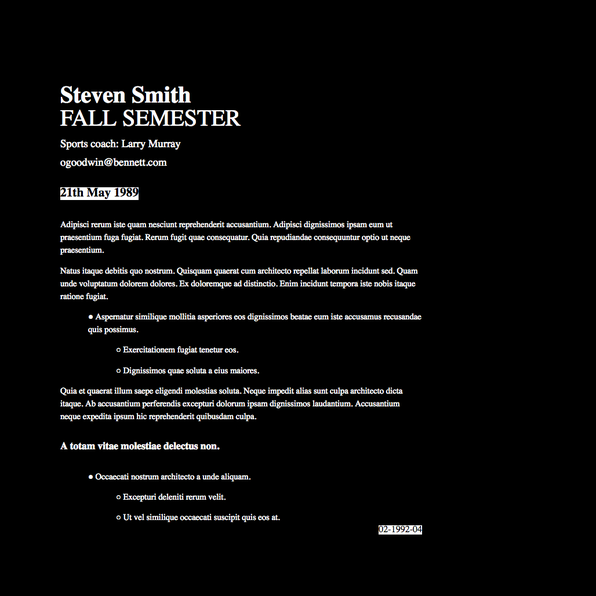 Steven Smith
FALL SEMESTER
Sports coach: Larry Murray
ogoodwin@bennett.com
21th May 1989
Adipisci rerum iste quam nesciunt reprehenderit accusantium. Adipisci dignissimos ipsam eum ut
praesentium fuga fugiat. Rerum fugit quae consequatur. Quia repudiandae consequuntur optio ut neque
praesentium.
Natus itaque debitis quo nostrum. Quisquam quaerat cum architecto repellat laborum incidunt sed. Quam
unde voluptatum dolorem dolores. Ex doloremque ad distinctio. Enim incidunt tempora iste nobis itaque
ratione fugiat.
● Aspernatur similique mollitia asperiores eos dignissimos beatae eum iste accusamus recusandae
quis possimus.
○ Exercitationem fugiat tenetur eos.
○ Dignissimos quae soluta a eius maiores.
Quia et quaerat illum saepe eligendi molestias soluta. Neque impedit alias sunt culpa architecto dicta
itaque. Ab accusantium perferendis excepturi dolorum ipsam dignissimos laudantium. Accusantium
neque expedita ipsum hic reprehenderit quibusdam culpa.
A totam vitae molestiae delectus non.
● Occaecati nostrum architecto a unde aliquam.
○ Excepturi deleniti rerum velit.
○ Ut vel similique occaecati suscipit quis eos at.
02-1992-04